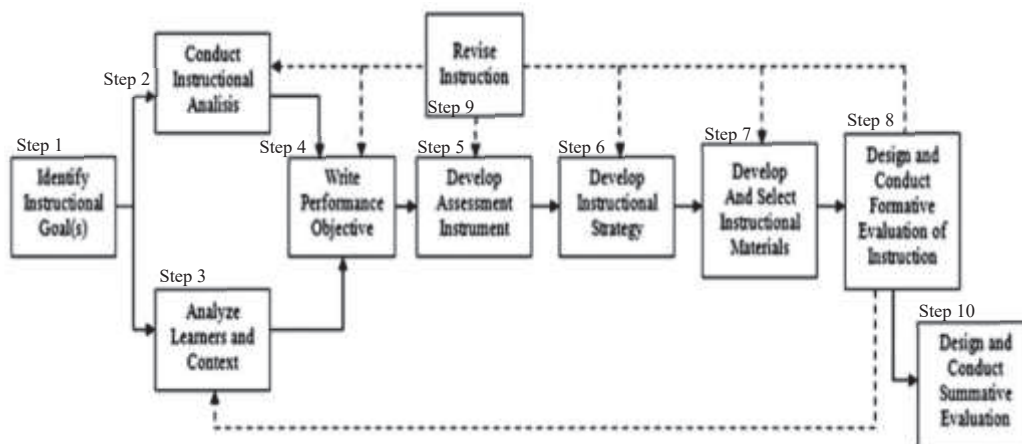 Step 1
Identify
Instructional
Goal(s)
Step 2
Conduct
Instructional
Analisis
Step 3
Analyze
Learners and
Context
Step 4
Write
Performance
Objective
Step 5
Develop
Assessment
Instrument
Step 6
Develop
Instructional
Strategy
Step 7
Develop
And Select
Instructional
Materials
Step 8
Design and
Conduct
Formative
Evaluation of
Instruction
Revise
Instruction
Step 9
Step 10
Design and
Conduct
Summative
Evaluation